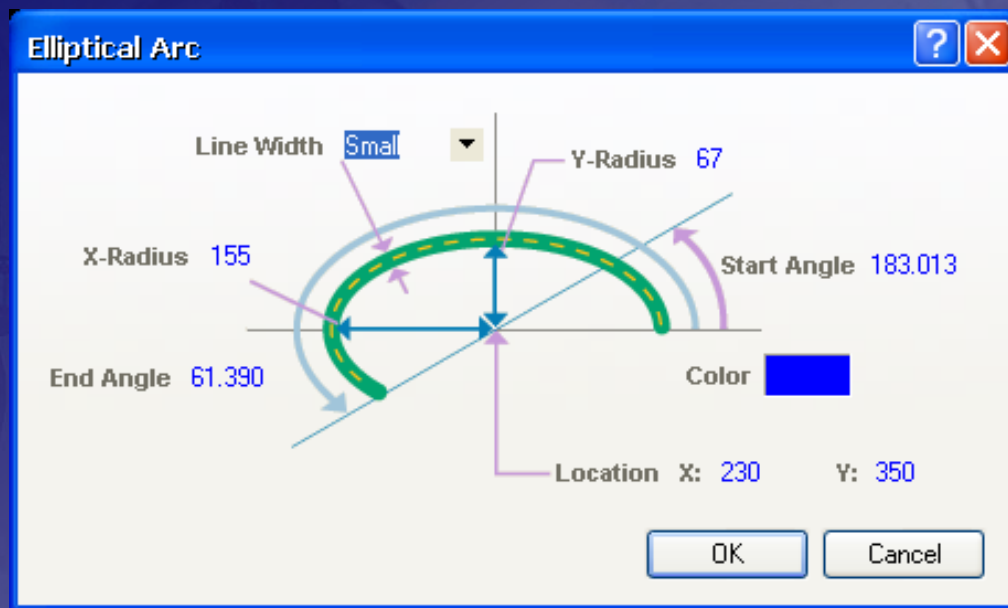 Elliptical Arc
Line Width Small
Y-Radius 67
X-Radius 155
Start Angle 183.013
End Angle 61.390
Color
Location X: 230 Y: 350
OK Cancel